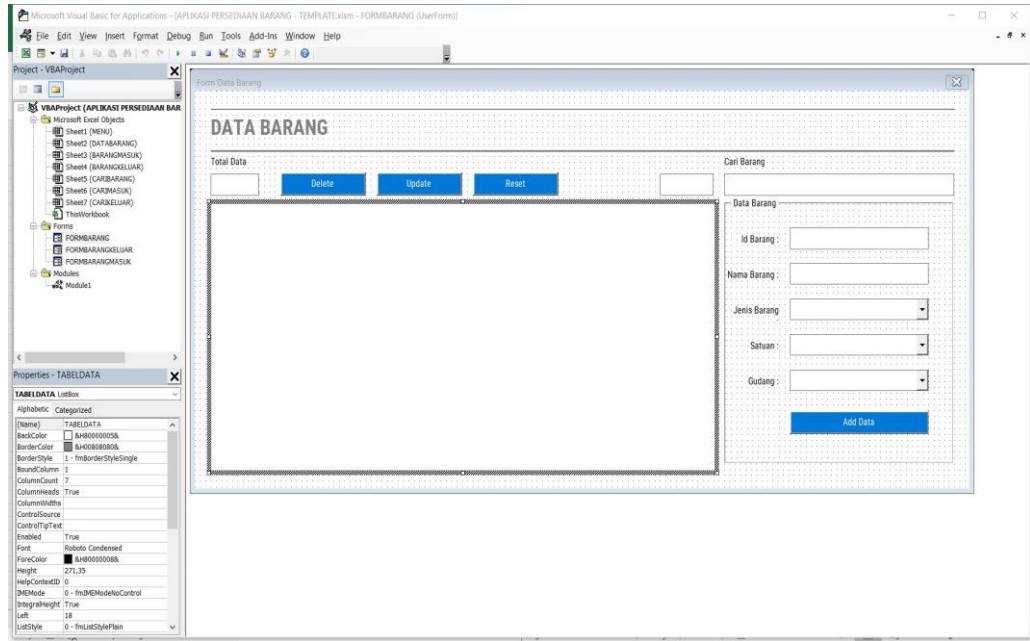 Microsoft Visual Basic for Applications - [APLIKASI PERSEDIAAN BARANG - TEMPLATE.xlsm - FORMBARANG (UserForm)]
File Edit View Insert Format Debug Run Tools Add-Ins Window Help
Project - VBAProject
VBAProject (APLIKASI PERSEDIAAN BAR
Microsoft Excel Objects
Sheet1 (MENU)
Sheet2 (DATABARANG)
Sheet3 (BARANGMASUK)
Sheet4 (BARANGKELUAR)
Sheet5 (CARIBARANG)
Sheet6 (CARIMASUK)
Sheet7 (CARIKELUAR)
ThisWorkbook
Forms
FORMBARANG
FORMBARANGKELUAR
FORMBARANGMASUK
Modules
Module1
Properties - TABELDATA
TABELDATA ListBox
Alphabetic Categorized
(Name) TABELDATA
BackColor &H80000005&
BorderColor &H00808080&
BorderStyle 1 - fmBorderStyleSingle
BoundColumn 1
ColumnCount 7
ColumnHeads True
ColumnWidths
ControlSource
ControlTipText
Enabled True
Font Roboto Condensed
ForeColor &H80000008&
Height 271,35
HelpContextID 0
IMEMode 0 - fmIMEModeNoControl
IntegralHeight True
Left 18
ListStyle 0 - fmListStylePlain
Form Data Barang
DATA BARANG
Total Data Cari Barang
Delete Update Reset
Data Barang
Id Barang :
Nama Barang :
Jenis Barang :
Satuan :
Gudang :
Add Data